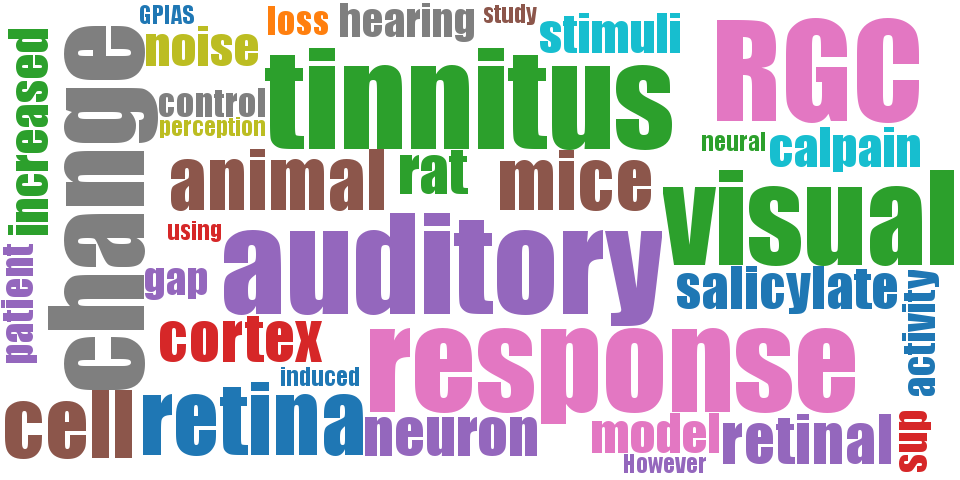 GPIAS
loss
hearing
study
stimuli
RGC
increased
change
noise
tinnitus
control
perception
neural
calpain
animal
rat
mice
visual
using
auditory
patient
gap
salicylate
activity
cortex
response
induced
cell
retina
neuron
model
retinal
sup
However